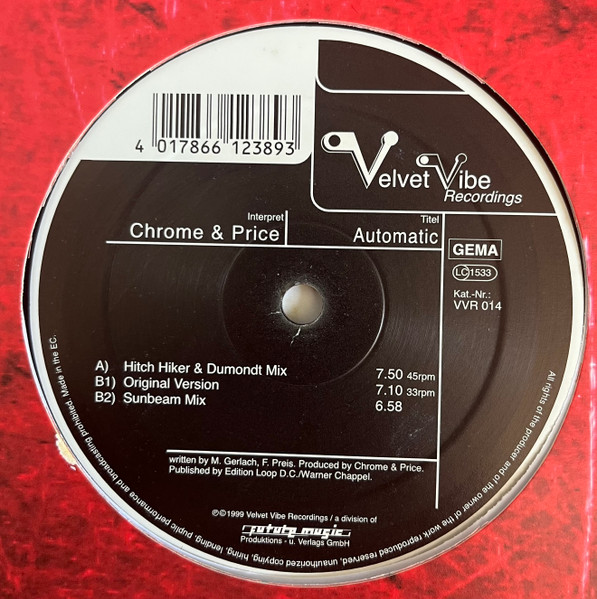 4 017866 123893
Velvet Vibe
Recordings
Interpret
Chrome & Price
Titel
Automatic
GEMA
LC 1533
Kat.-Nr.:
VVR 014
A) Hitch Hiker & Dumondt Mix 7.50 45rpm
B1) Original Version 7.10 33rpm
B2) Sunbeam Mix 6.58
written by M. Gerlach, F. Preis. Produced by Chrome & Price.
Published by Edition Loop D.C./Warner Chappel.
℗©1999 Velvet Vibe Recordings / a division of
future music
Produktions - u. Verlags GmbH
All rights of the producer and of the owner of the work reproduced reserved, unauthorized copying, hiring, lending, public performance and broadcasting prohibited. Made in the EC.